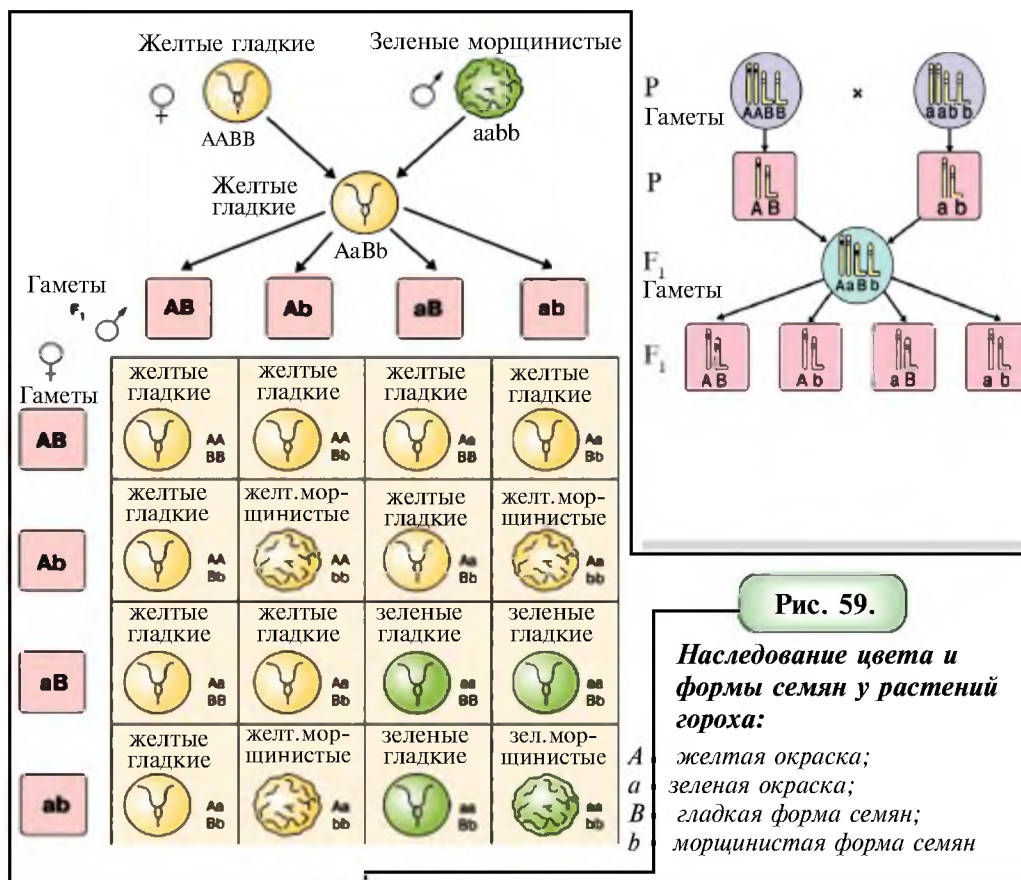 Желтые гладкие
Зеленые морщинистые
♀
♂
AABB
aabb
Желтые
гладкие
AaBb
Гаметы
F₁ ♂
AB
Ab
aB
ab
♀
Гаметы
AB
желтые
гладкие
AA
BB
желтые
гладкие
AA
Bb
желтые
гладкие
Aa
BB
желтые
гладкие
Aa
Bb
Ab
желтые
гладкие
AA
Bb
желт.мор-
щинистые
AA
bb
желтые
гладкие
Aa
Bb
желт.мор-
щинистые
Aa
bb
aB
желтые
гладкие
Aa
BB
желтые
гладкие
Aa
Bb
зеленые
гладкие
aa
BB
зеленые
гладкие
aa
Bb
ab
желтые
гладкие
Aa
Bb
желт.мор-
щинистые
Aa
bb
зеленые
гладкие
aa
Bb
зел.мор-
щинистые
aa
bb
P
AABB
×
aabb
Гаметы
P
AB
ab
F₁
AaBb
Гаметы
F₁
AB
Ab
aB
ab
Рис. 59.
Наследование цвета и
формы семян у растений
гороха:
A желтая окраска;
a зеленая окраска;
B гладкая форма семян;
b морщинистая форма семян